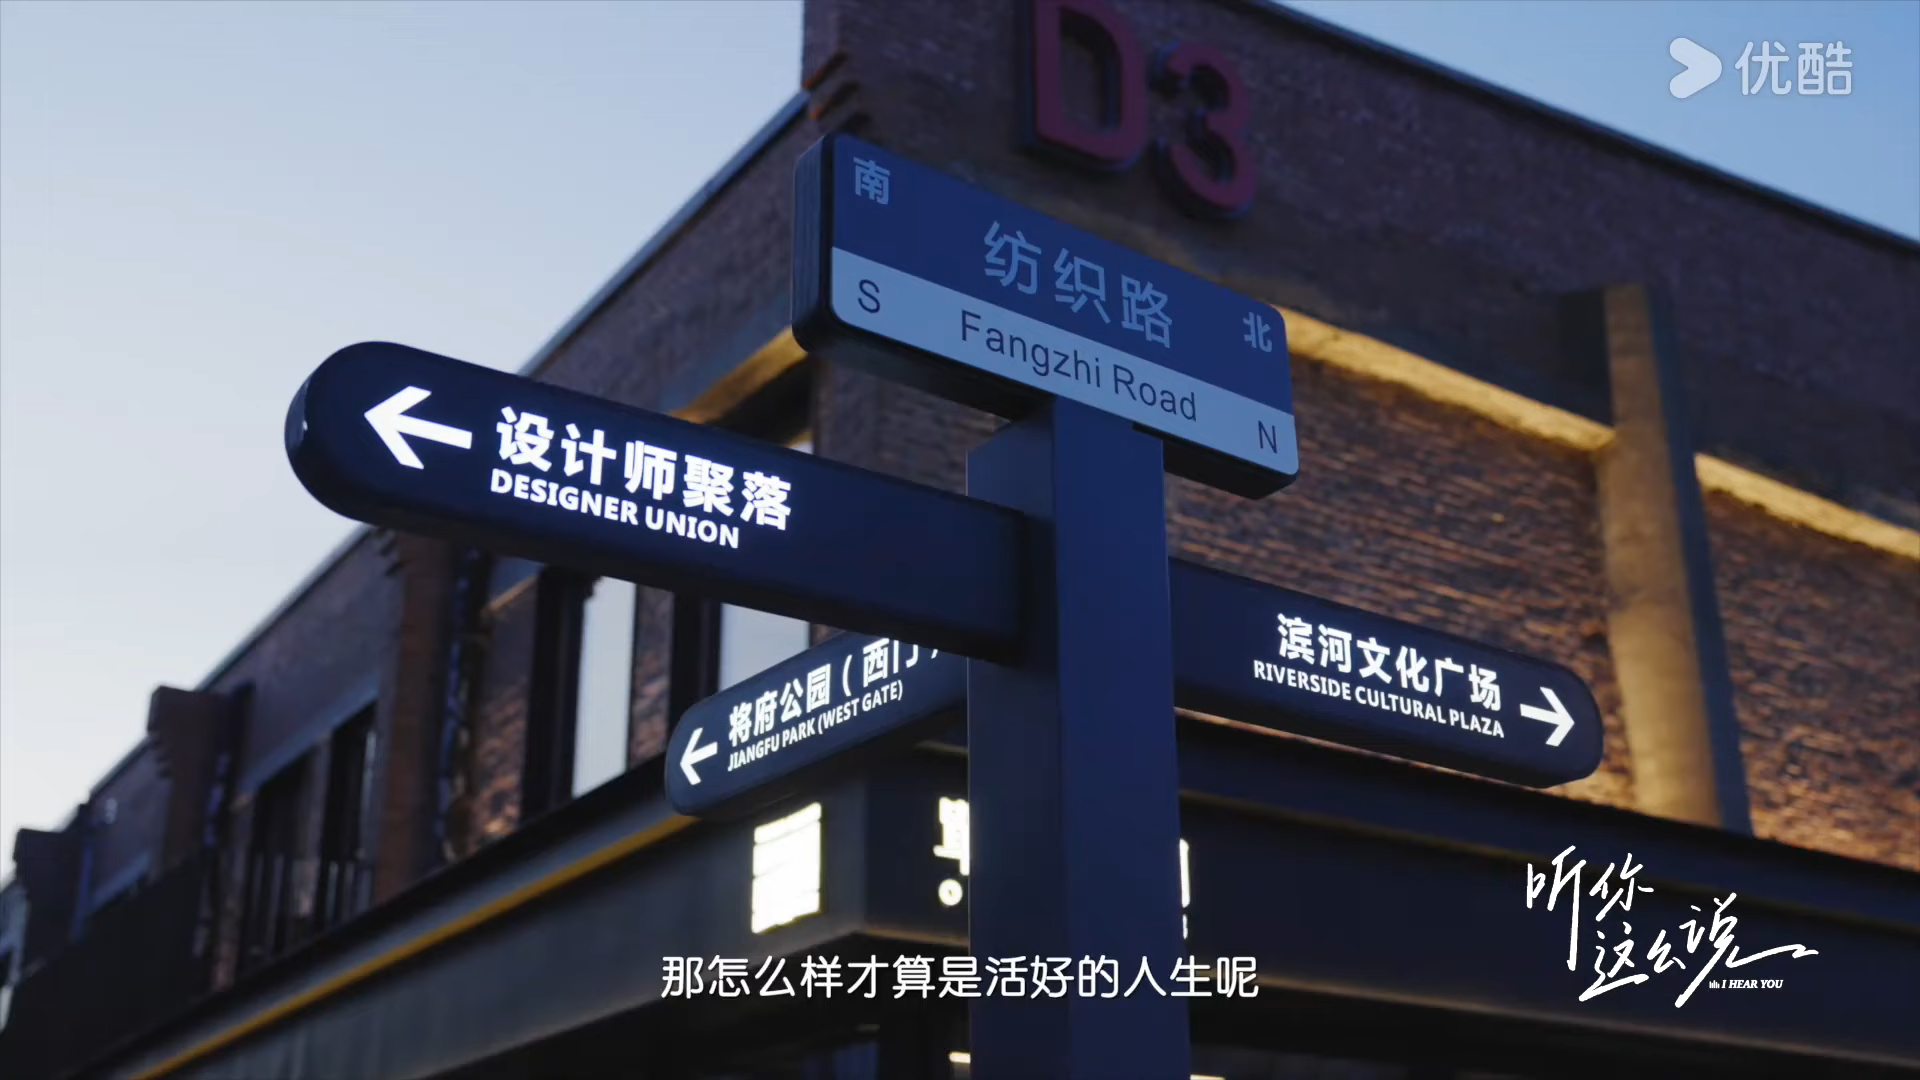 优酷
D3
南
纺织路
北
S
Fangzhi Road
N
设计师聚落
DESIGNER UNION
将府公园（西门）
JIANGFU PARK (WEST GATE)
滨河文化广场
RIVERSIDE CULTURAL PLAZA
听你
这么说
I HEAR YOU
那怎么样才算是活好的人生呢